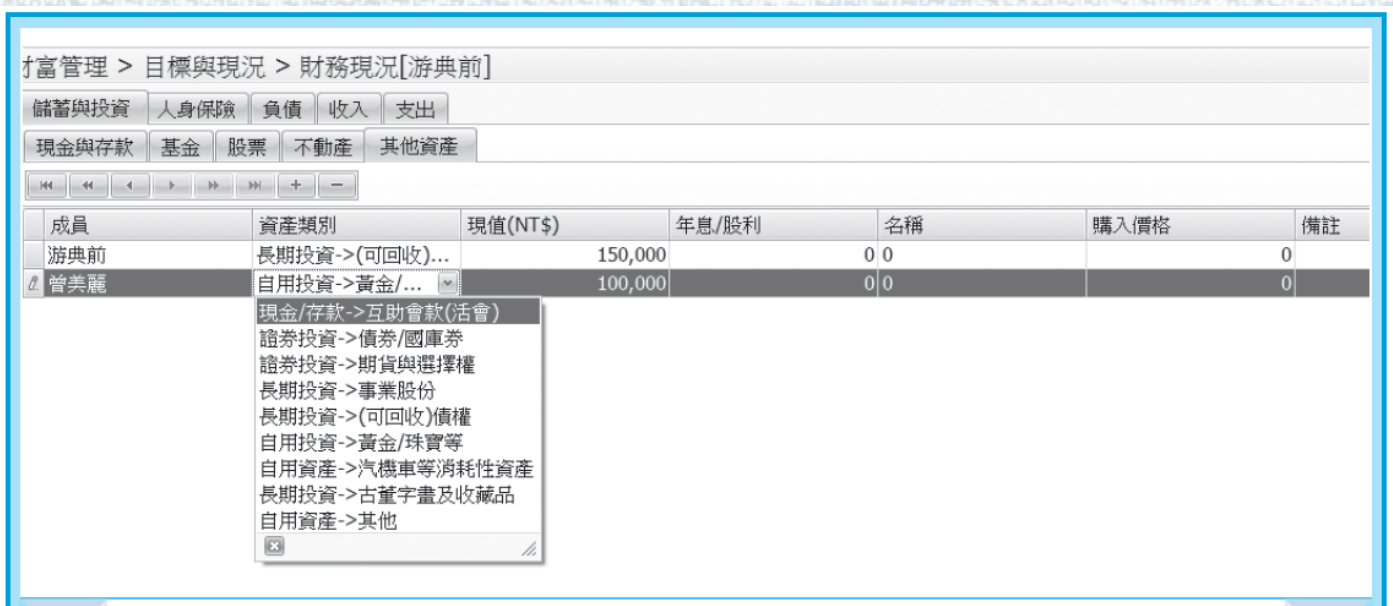 財富管理 > 目標與現況 > 財務現況[游典前]
儲蓄與投資 人身保險 負債 收入 支出
現金與存款 基金 股票 不動產 其他資產
成員 資產類別 現值(NT$) 年息/股利 名稱 購入價格 備註
游典前 長期投資->(可回收)... 150,000 0 0 0
曾美麗 自用投資->黃金/... 100,000 0 0 0
現金/存款->互助會款(活會)
證券投資->債券/國庫券
證券投資->期貨與選擇權
長期投資->事業股份
長期投資->(可回收)債權
自用投資->黃金/珠寶等
自用資產->汽機車等消耗性資產
長期投資->古董字畫及收藏品
自用資產->其他